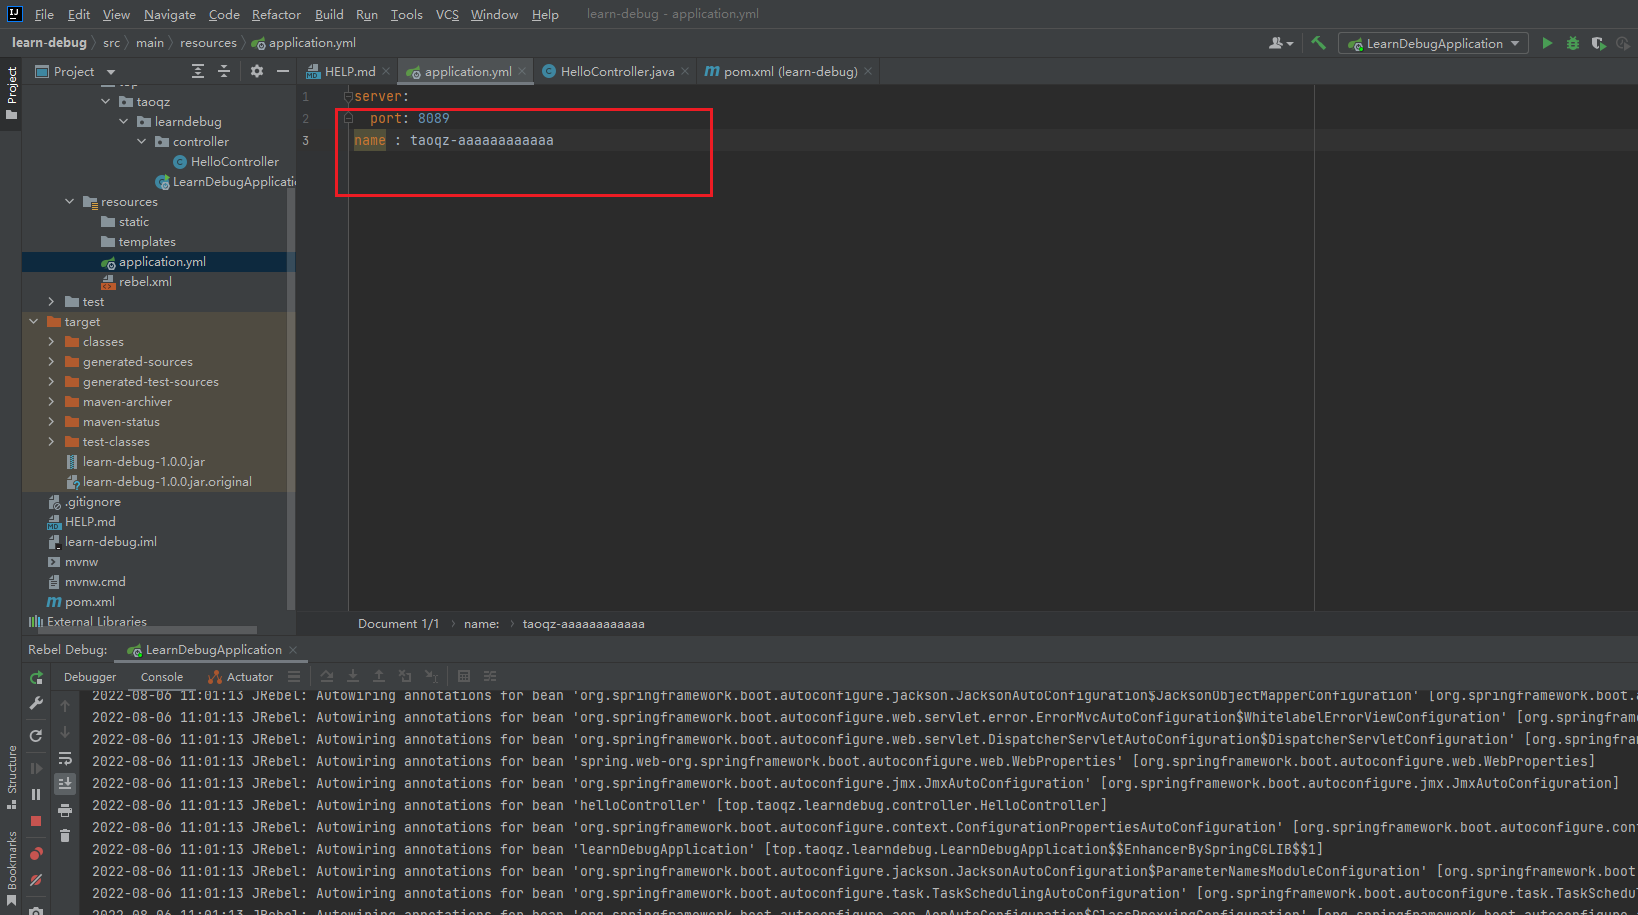 File Edit View Navigate Code Refactor Build Run Tools VCS Window Help learn-debug - application.yml
learn-debug src main resources application.yml
LearnDebugApplication
Project
Project
HELP.md application.yml HelloController.java pom.xml (learn-debug)
taoqz
learndebug
controller
HelloController
LearnDebugApplicati
resources
static
templates
application.yml
rebel.xml
test
target
classes
generated-sources
generated-test-sources
maven-archiver
maven-status
test-classes
learn-debug-1.0.0.jar
learn-debug-1.0.0.jar.original
.gitignore
HELP.md
learn-debug.iml
mvnw
mvnw.cmd
pom.xml
External Libraries
1 server:
2 port: 8089
3 name : taoqz-aaaaaaaaaaaa
Document 1/1 name: taoqz-aaaaaaaaaaaa
Rebel Debug: LearnDebugApplication
Debugger Console Actuator
Structure
Bookmarks
2022-08-06 11:01:13 JRebel: Autowiring annotations for bean 'org.springframework.boot.autoconfigure.jackson.JacksonAutoConfiguration$JacksonObjectMapperConfiguration' [org.springframework.boot.a
2022-08-06 11:01:13 JRebel: Autowiring annotations for bean 'org.springframework.boot.autoconfigure.web.servlet.error.ErrorMvcAutoConfiguration$WhitelabelErrorViewConfiguration' [org.springframe
2022-08-06 11:01:13 JRebel: Autowiring annotations for bean 'org.springframework.boot.autoconfigure.web.servlet.DispatcherServletAutoConfiguration$DispatcherServletConfiguration' [org.springfram
2022-08-06 11:01:13 JRebel: Autowiring annotations for bean 'spring.web-org.springframework.boot.autoconfigure.web.WebProperties' [org.springframework.boot.autoconfigure.web.WebProperties]
2022-08-06 11:01:13 JRebel: Autowiring annotations for bean 'org.springframework.boot.autoconfigure.jmx.JmxAutoConfiguration' [org.springframework.boot.autoconfigure.jmx.JmxAutoConfiguration]
2022-08-06 11:01:13 JRebel: Autowiring annotations for bean 'helloController' [top.taoqz.learndebug.controller.HelloController]
2022-08-06 11:01:13 JRebel: Autowiring annotations for bean 'org.springframework.boot.autoconfigure.context.ConfigurationPropertiesAutoConfiguration' [org.springframework.boot.autoconfigure.con
2022-08-06 11:01:13 JRebel: Autowiring annotations for bean 'learnDebugApplication' [top.taoqz.learndebug.LearnDebugApplication$$EnhancerBySpringCGLIB$$1]
2022-08-06 11:01:13 JRebel: Autowiring annotations for bean 'org.springframework.boot.autoconfigure.jackson.JacksonAutoConfiguration$ParameterNamesModuleConfiguration' [org.springframework.boot.
2022-08-06 11:01:13 JRebel: Autowiring annotations for bean 'org.springframework.boot.autoconfigure.task.TaskSchedulingAutoConfiguration' [org.springframework.boot.autoconfigure.task.TaskSchedul